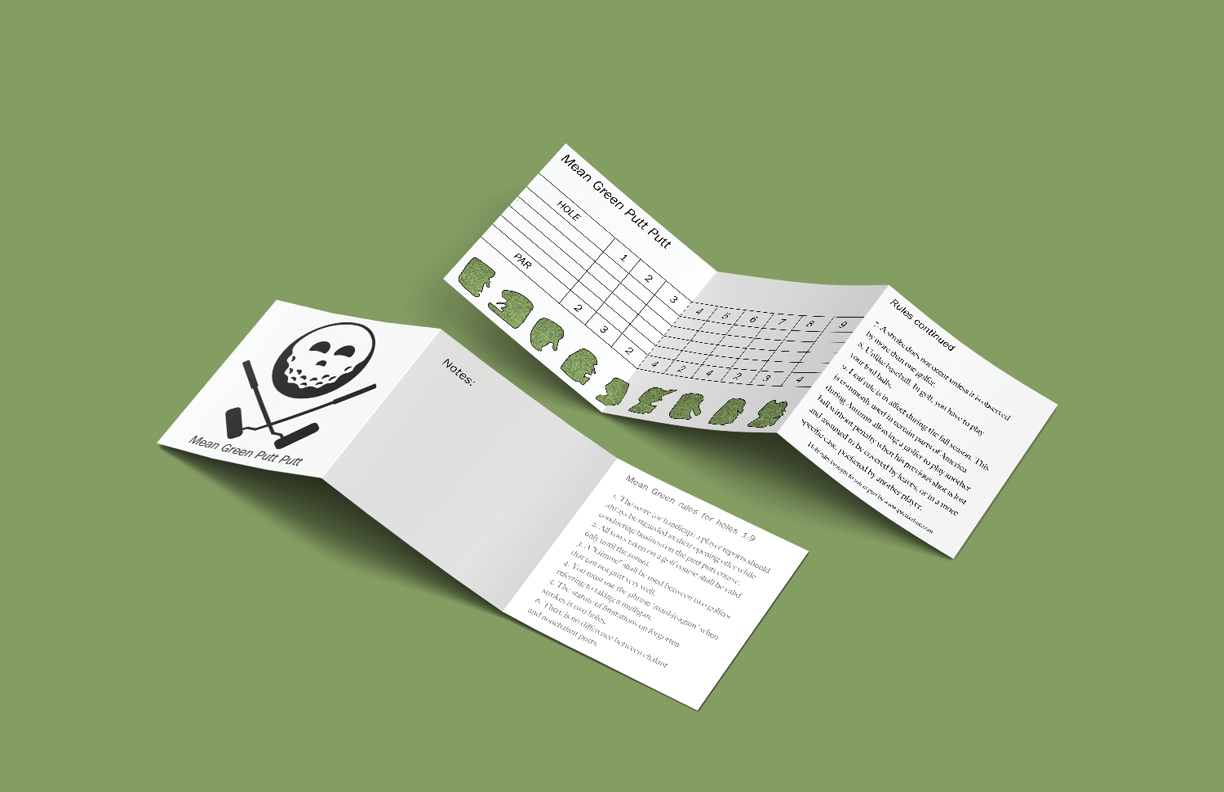 Mean Green Putt Putt
HOLE 1 2 3 4 5 6 7 8 9
PAR 2 3 2 4 2 4 2 3 4
Rules continued
7. A stroke does not occur unless it is observed
by more than one golfer.
8. Unlike baseball. In golf, you have to play
your foul balls.
9. Leaf rule is in affect during the fall season. This
is commonly used in certain parts of America
during Autumn allowing a golfer to play another
ball without penalty when his previous shot is lost
and assumed to be covered by leaves, or in a more
specific case, pocketed by another player.
Mean Green Putt Putt
Notes:
Mean Green rules for holes 1-9
1. The score or handicap a player reports should
always be regarded as their opening offer while
conducting business on the putt putt course.
2. All vows taken on a golf course shall be valid
only until the sunset.
3. A "Gimme" shall be used between two golfers
that can not putt very well.
4. You must use the phrase "maul-it-again" when
referring to taking a mulligan.
5. The statute of limitations on forgotten
strokes is two holes.
6. There is no difference between chalant
and nonchalant putts.